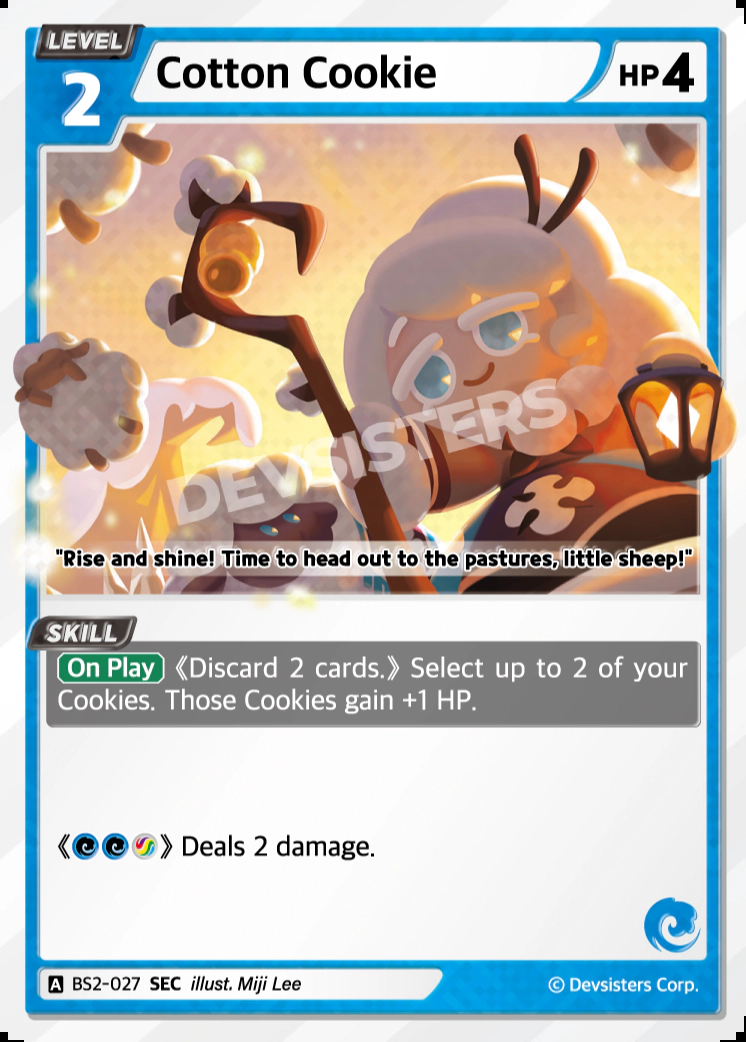 LEVEL
2
Cotton Cookie
HP 4
DEVSISTERS
"Rise and shine! Time to head out to the pastures, little sheep!"
SKILL
On Play 《Discard 2 cards.》 Select up to 2 of your
Cookies. Those Cookies gain +1 HP.
《 》 Deals 2 damage.
A BS2-027 SEC illust. Miji Lee
© Devsisters Corp.